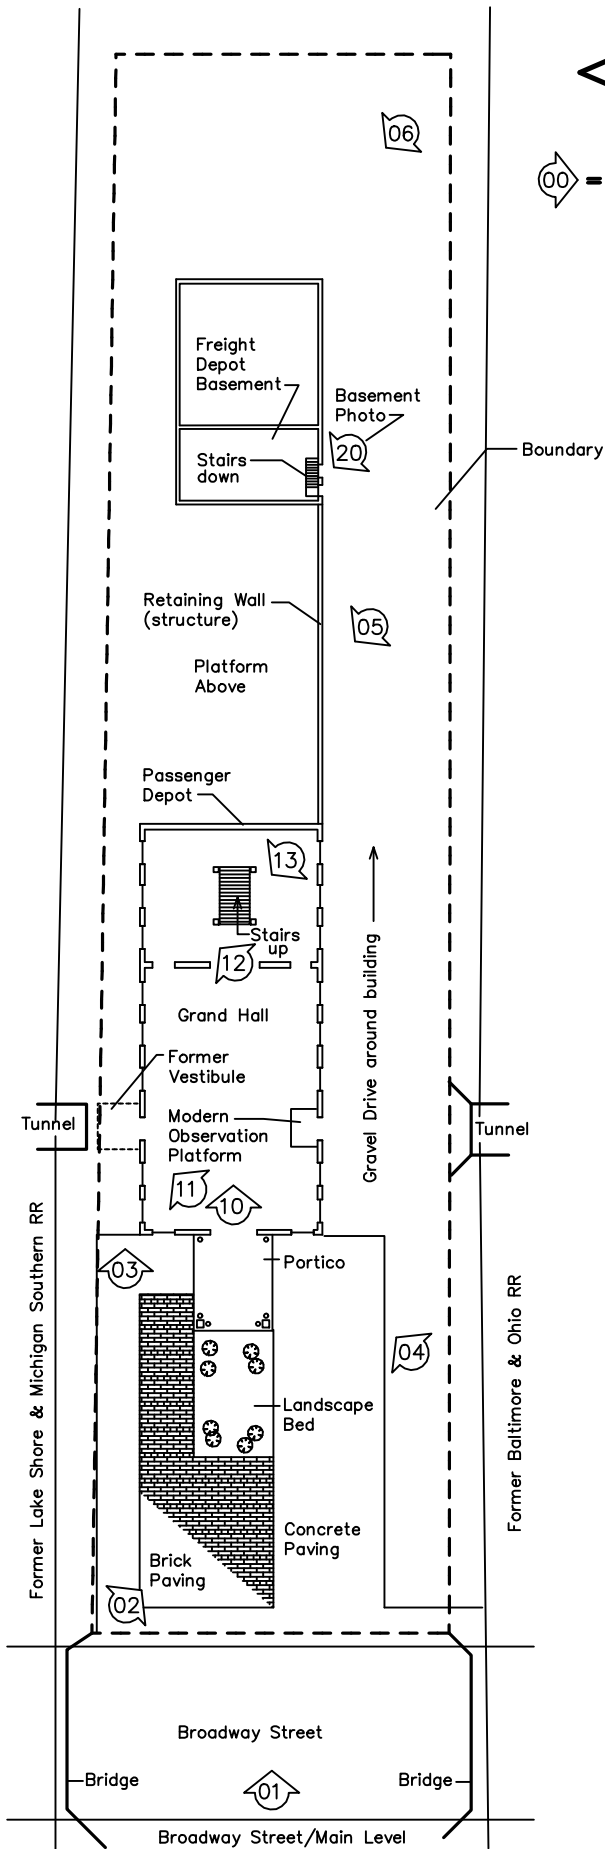 06
00 =
Freight
Depot
Basement
Basement
Photo
20
Stairs
down
Boundary
Retaining Wall
(structure)
05
Platform
Above
Passenger
Depot
13
Stairs
up
12
Grand Hall
Gravel Drive around building
Former
Vestibule
Tunnel
Modern
Observation
Platform
Tunnel
11
10
03
Portico
Former Lake Shore & Michigan Southern RR
Former Baltimore & Ohio RR
04
Landscape
Bed
Concrete
Paving
Brick
Paving
02
Broadway Street
Bridge
01
Bridge
Broadway Street/Main Level